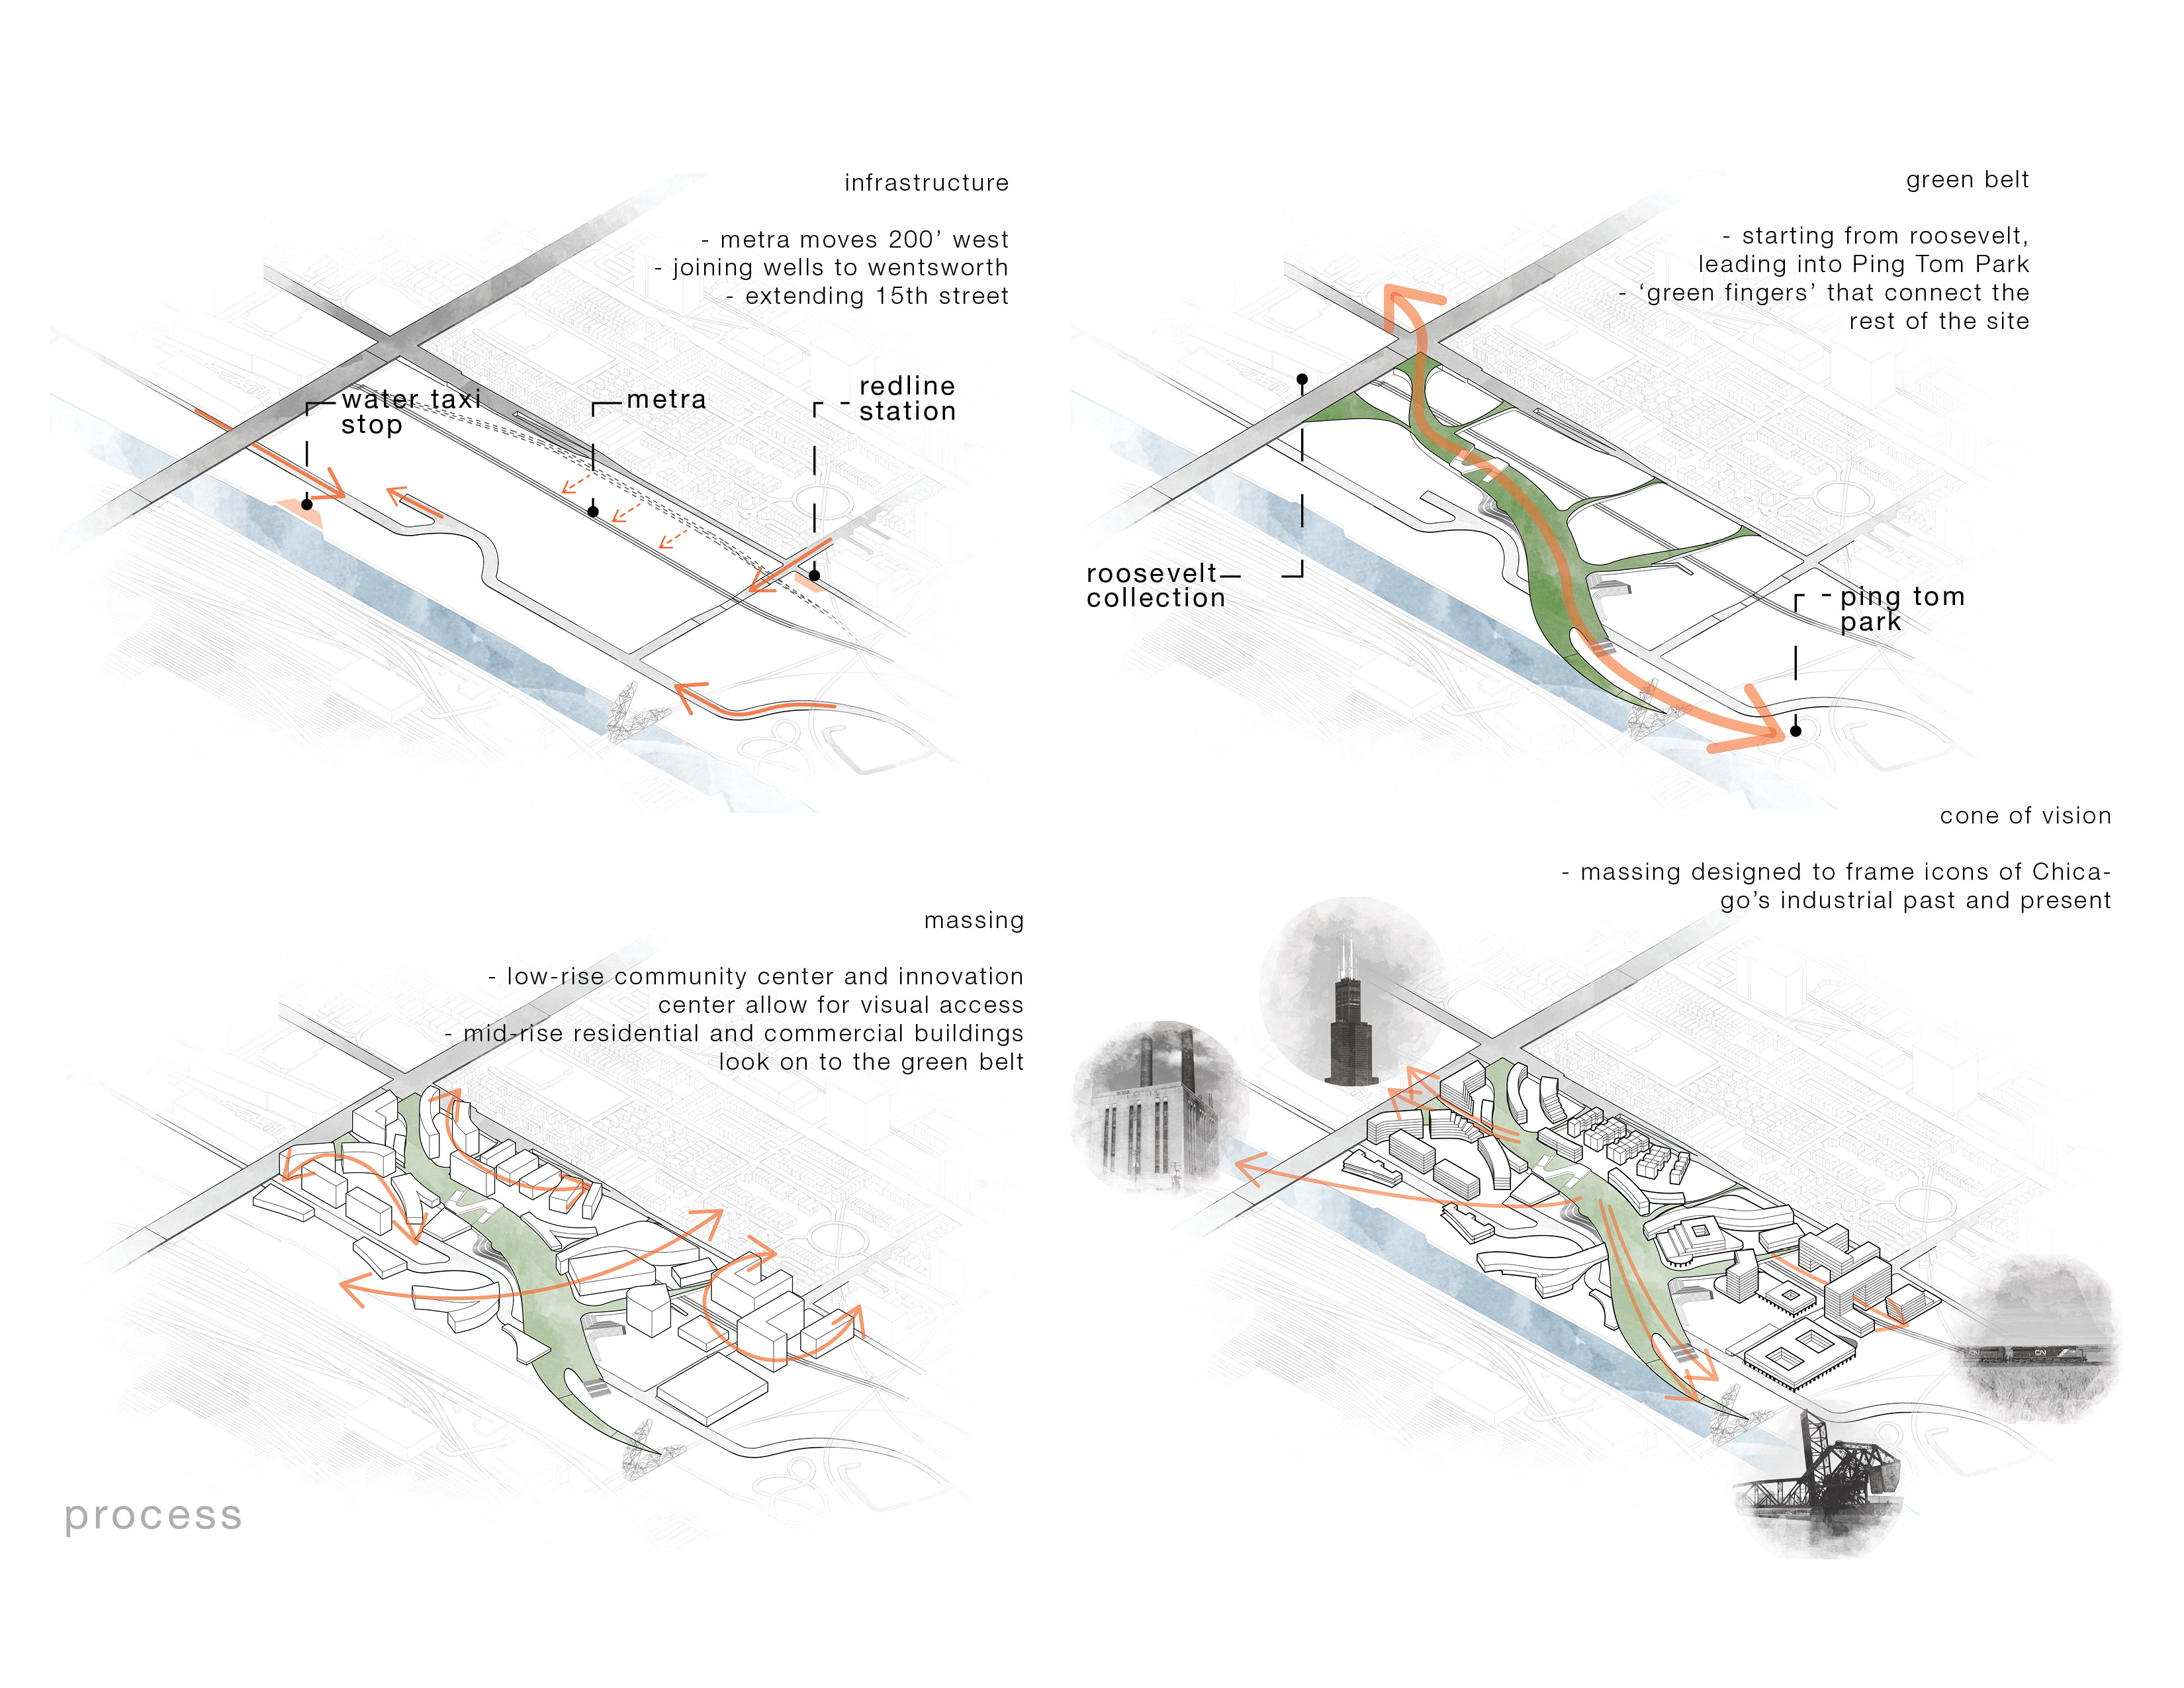 infrastructure
- metra moves 200’ west
- joining wells to wentsworth
- extending 15th street
water taxi
stop
metra
redline
station
green belt
- starting from roosevelt,
leading into Ping Tom Park
- ‘green fingers’ that connect the
rest of the site
roosevelt
collection
ping tom
park
massing
- low-rise community center and innovation
center allow for visual access
- mid-rise residential and commercial buildings
look on to the green belt
cone of vision
- massing designed to frame icons of Chica-
go’s industrial past and present
CN
process